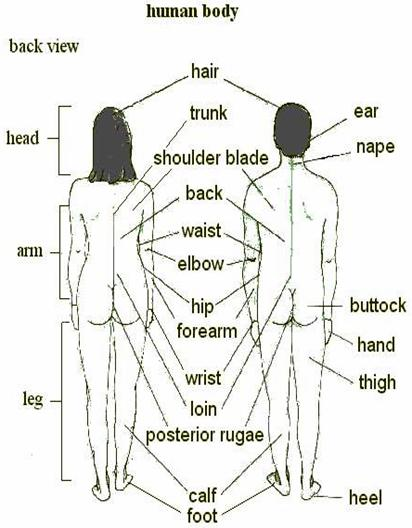 human body
back view
hair
trunk
ear
head
nape
shoulder blade
back
waist
arm
elbow
hip
buttock
forearm
hand
wrist
thigh
leg
loin
posterior rugae
calf
heel
foot